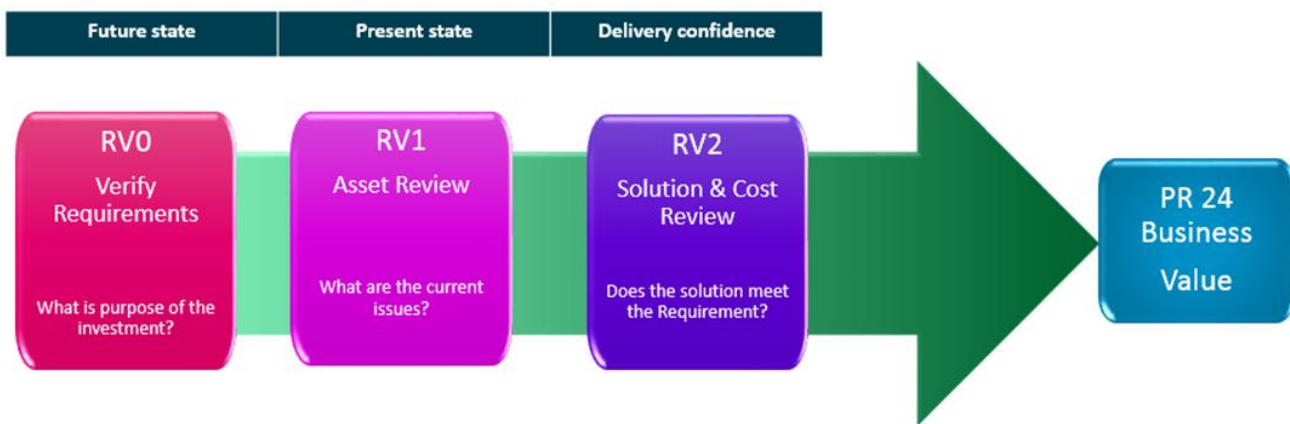 Future state
Present state
Delivery confidence
RV0
Verify
Requirements
What is purpose of the
investment?
RV1
Asset Review
What are the current
issues?
RV2
Solution & Cost
Review
Does the solution meet
the Requirement?
PR 24
Business
Value